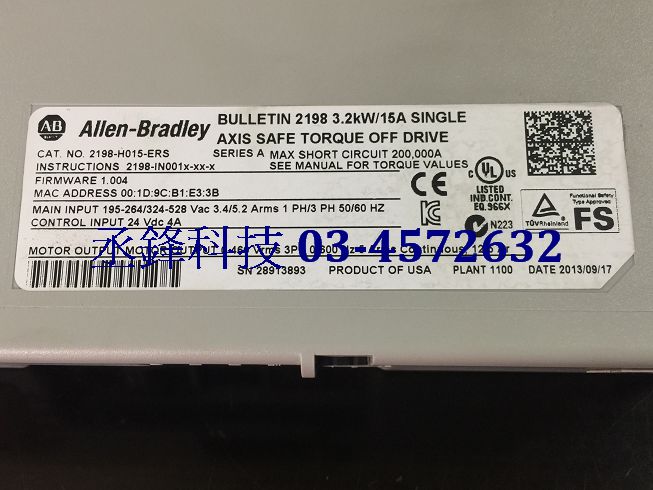 AB
Allen-Bradley
BULLETIN 2198 3.2kW/15A SINGLE
AXIS SAFE TORQUE OFF DRIVE
CAT. NO. 2198-H015-ERS
SERIES A
MAX SHORT CIRCUIT 200,000A
INSTRUCTIONS 2198-IN001x-xx-x
SEE MANUAL FOR TORQUE VALUES
FIRMWARE 1.004
MAC ADDRESS 00:1D:9C:B1:E3:3B
MAIN INPUT 195-264/324-528 Vac 3.4/5.2 Arms 1 PH/3 PH 50/60 HZ
CONTROL INPUT 24 Vdc 4A
CE
c UL US
LISTED
IND.CONT.
EQ.966X
N223
TÜVRheinland
Functional Safety
Type Approved
FS
丞鋒科技 03-4572632
MOTOR OUTPUT
Continuous,
SN 28913893
PRODUCT OF USA
PLANT 1100
DATE 2013/09/17